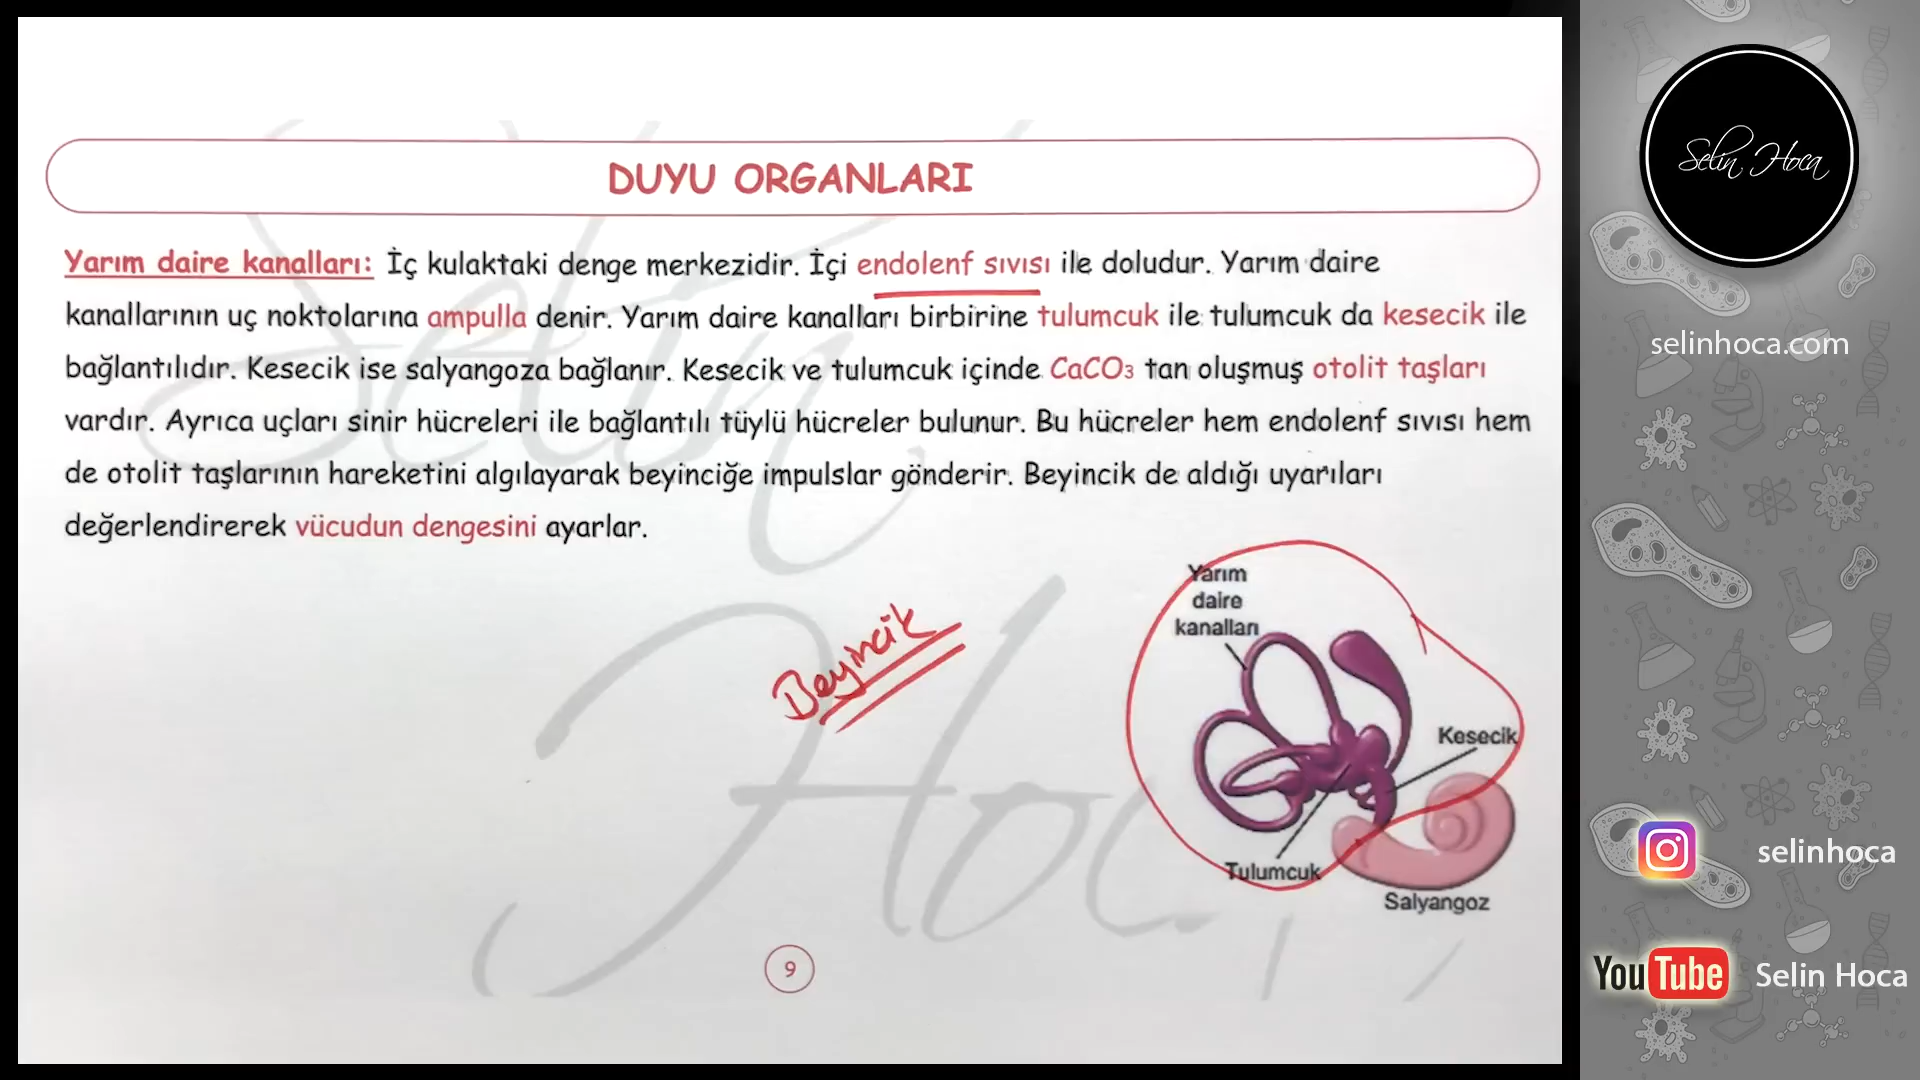 DUYU ORGANLARI
Yarım daire kanalları: İç kulaktaki denge merkezidir. İçi endolenf sıvısı ile doludur. Yarım daire
kanallarının uç noktolarına ampulla denir. Yarım daire kanalları birbirine tulumcuk ile tulumcuk da kesecik ile
bağlantılıdır. Kesecik ise salyangoza bağlanır. Kesecik ve tulumcuk içinde CaCO₃ tan oluşmuş otolit taşları
vardır. Ayrıca uçları sinir hücreleri ile bağlantılı tüylü hücreler bulunur. Bu hücreler hem endolenf sıvısı hem
de otolit taşlarının hareketini algılayarak beyinciğe impulslar gönderir. Beyincik de aldığı uyarıları
değerlendirerek vücudun dengesini ayarlar.
Beyincik
Yarım
daire
kanalları
Kesecik
Tulumcuk
Salyangoz
9
Selin Hoca
Selin Hoca
selinhoca.com
selinhoca
YouTube Selin Hoca